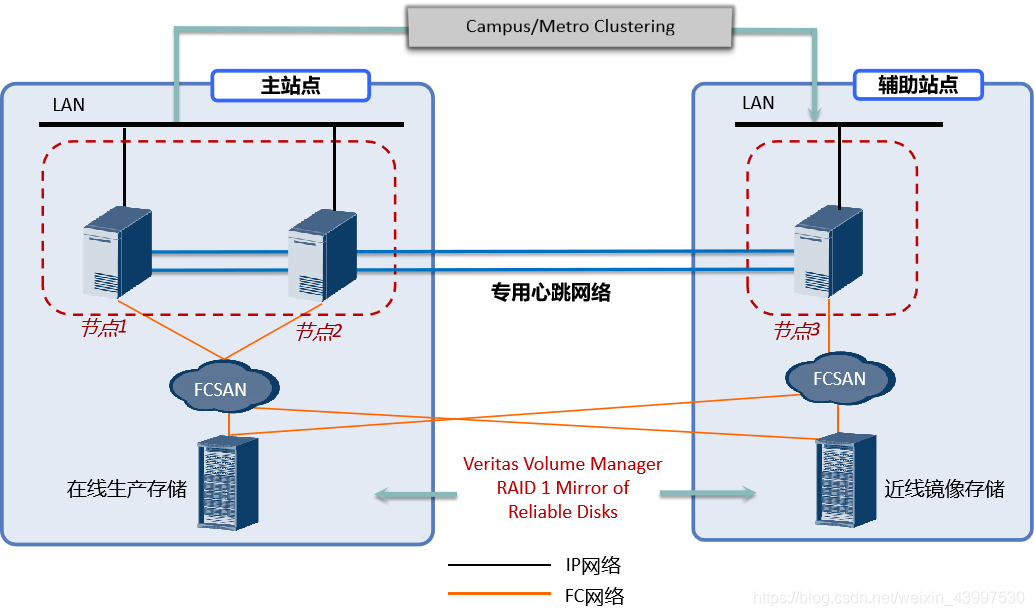 Campus/Metro Clustering
主站点
辅助站点
LAN
LAN
专用心跳网络
节点1
节点2
节点3
FCSAN
FCSAN
在线生产存储
Veritas Volume Manager
RAID 1 Mirror of
Reliable Disks
近线镜像存储
IP网络
FC网络
https://blog.csdn.net/weixin_43997530